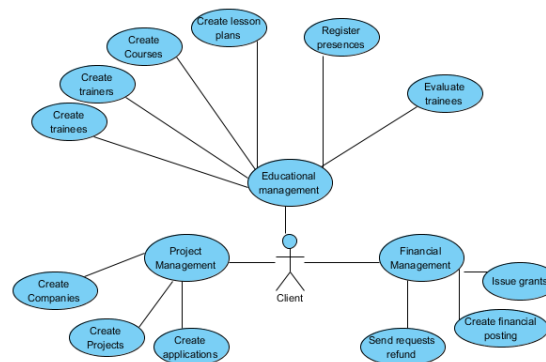 Create lesson
plans
Register
presences
Create
Courses
Create
trainers
Evaluate
trainees
Create
trainees
Educational
management
Project
Management
Financial
Management
Client
Create
Companies
Issue grants
Create
Projects
Create
applications
Send requests
refund
Create financial
posting